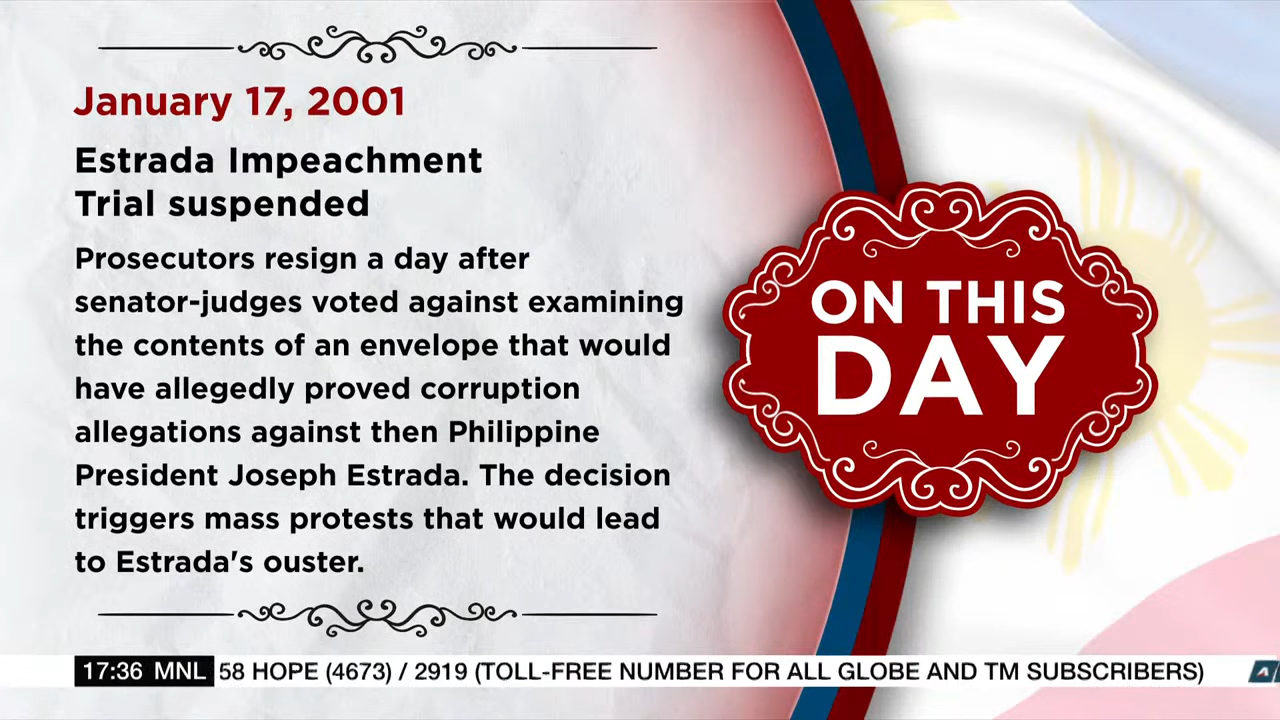 January 17, 2001
Estrada Impeachment
Trial suspended
Prosecutors resign a day after
senator-judges voted against examining
the contents of an envelope that would
have allegedly proved corruption
allegations against then Philippine
President Joseph Estrada. The decision
triggers mass protests that would lead
to Estrada's ouster.
ON THIS
DAY
17:36 MNL 58 HOPE (4673) / 2919 (TOLL-FREE NUMBER FOR ALL GLOBE AND TM SUBSCRIBERS)